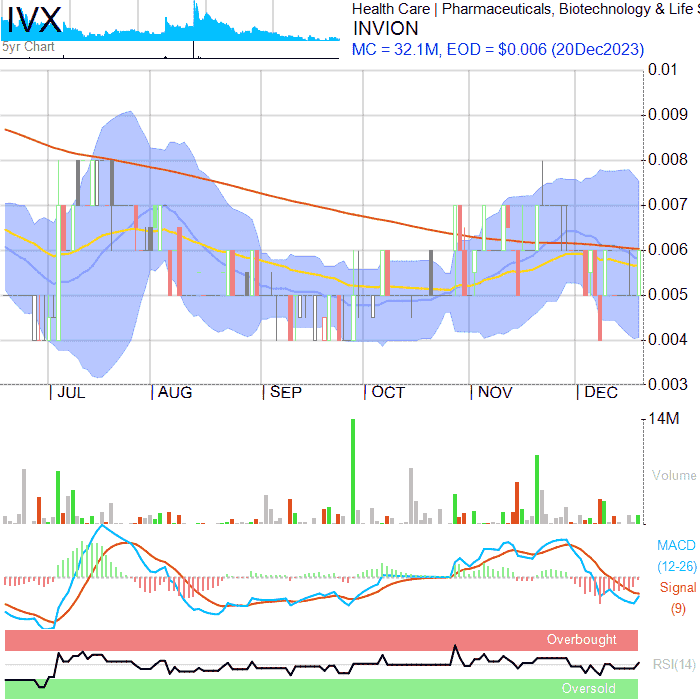 IVX
5yr Chart
Health Care | Pharmaceuticals, Biotechnology & Life
INVION
MC = 32.1M, EOD = $0.006 (20Dec2023)
0.01
0.009
0.008
0.007
0.006
0.005
0.004
0.003
JUL AUG SEP OCT NOV DEC
14M
Volume
MACD
(12-26)
Signal
(9)
Overbought
RSI(14)
Oversold